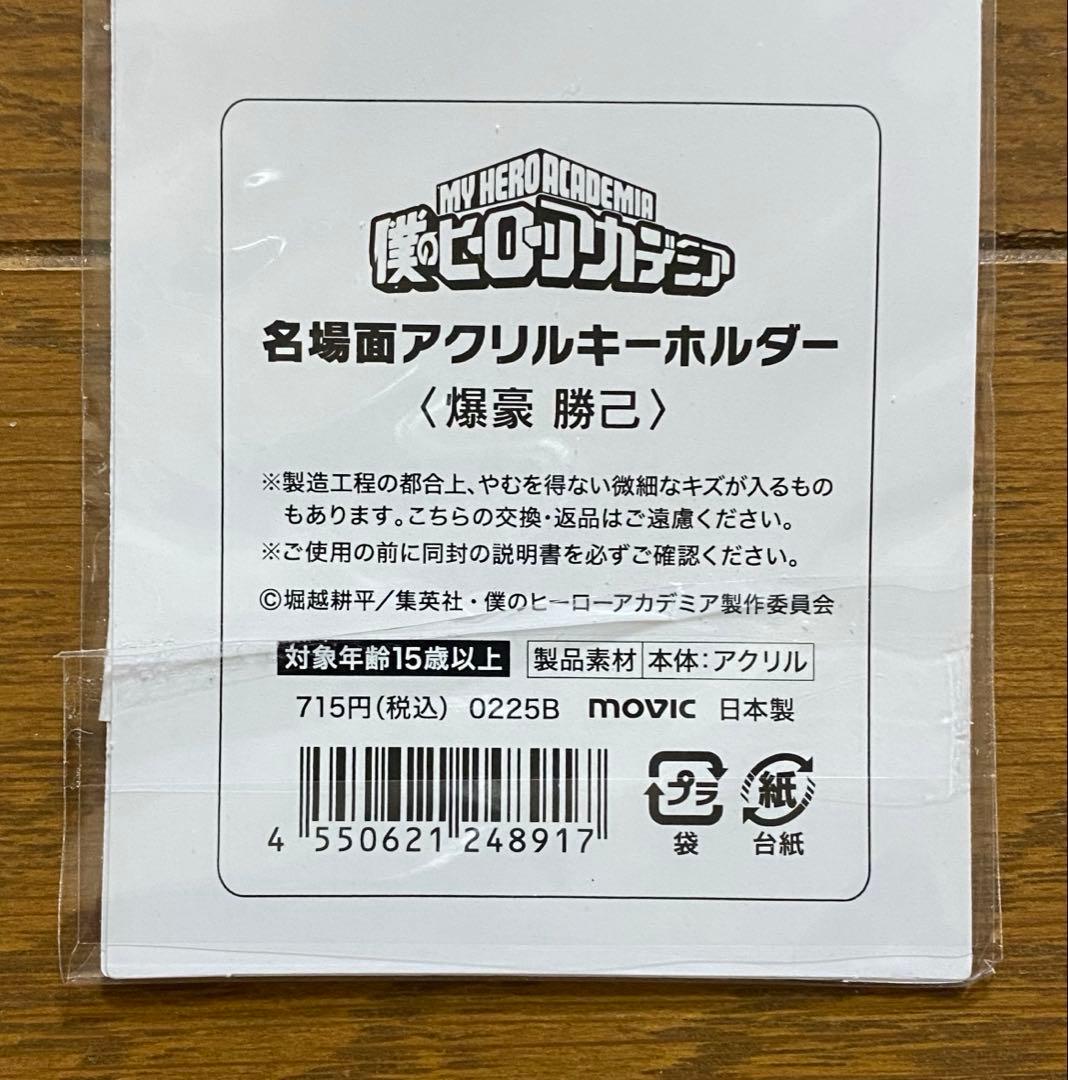 MY HERO ACADEMIA
僕のヒーローアカデミア
名場面アクリルキーホルダー
〈爆豪 勝己〉
※製造工程の都合上、やむを得ない微細なキズが入るもの
もあります。こちらの交換・返品はご遠慮ください。
※ご使用の前に同封の説明書を必ずご確認ください。
©堀越耕平／集英社・僕のヒーローアカデミア製作委員会
対象年齢15歳以上 製品素材 本体：アクリル
715円(税込) 0225B movic 日本製
4 550621 248917
プラ 紙
袋 台紙